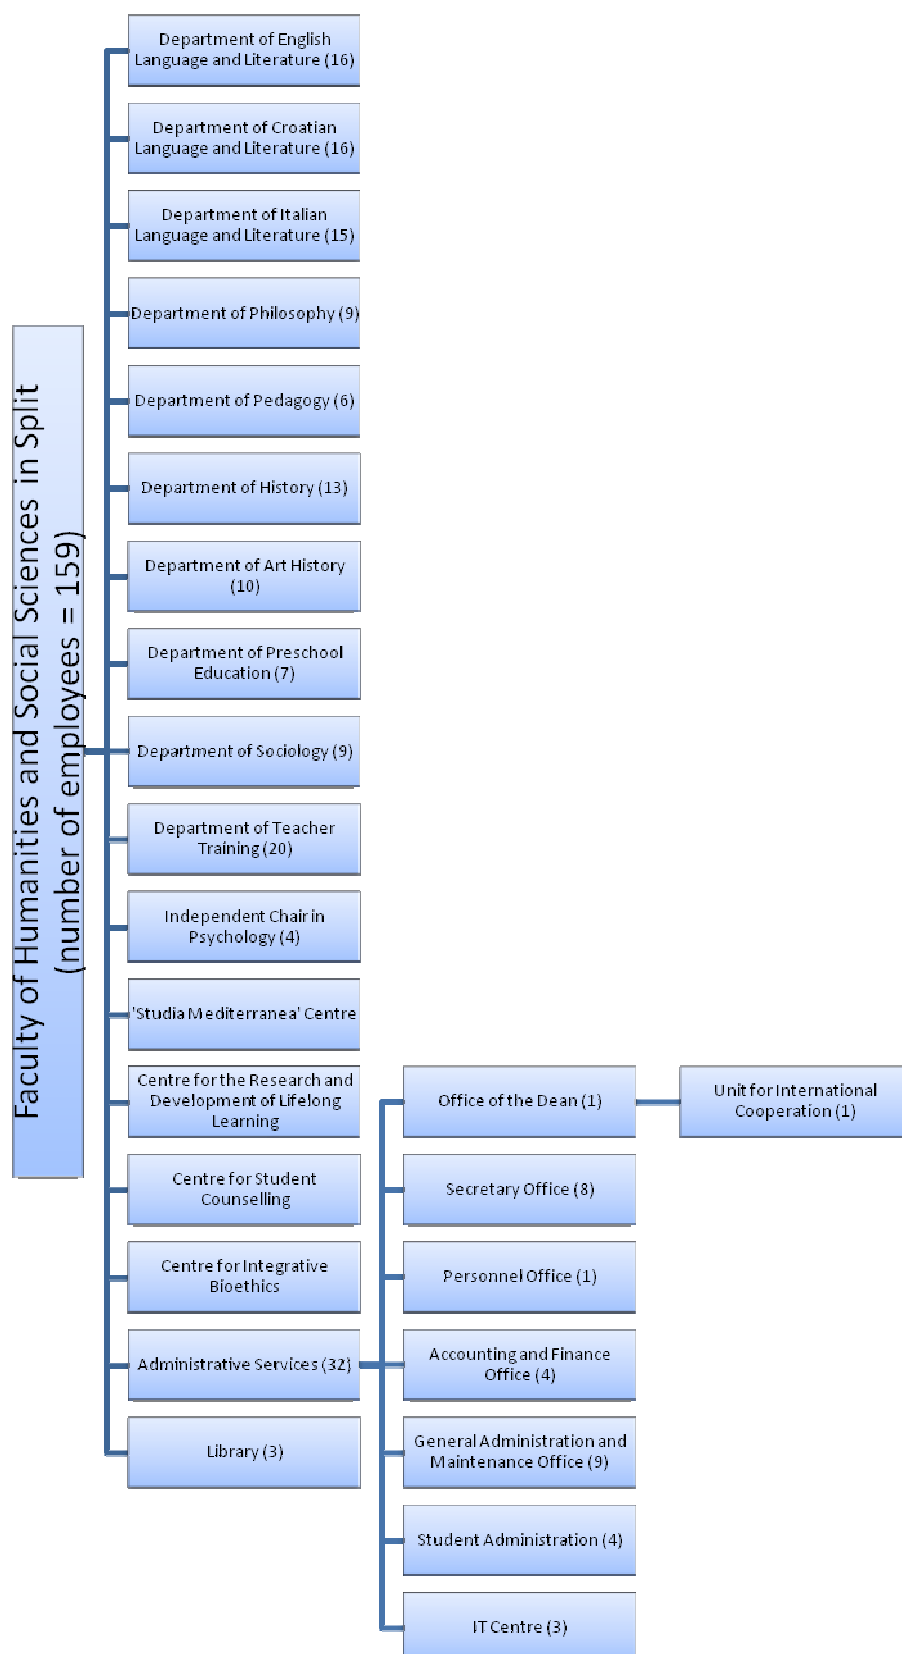 Faculty of Humanities and Social Sciences in Split
(number of employees = 159)
Department of English
Language and Literature (16)
Department of Croatian
Language and Literature (16)
Department of Italian
Language and Literature (15)
Department of Philosophy (9)
Department of Pedagogy (6)
Department of History (13)
Department of Art History
(10)
Department of Preschool
Education (7)
Department of Sociology (9)
Department of Teacher
Training (20)
Independent Chair in
Psychology (4)
'Studia Mediterranea' Centre
Centre for the Research and
Development of Lifelong
Learning
Centre for Student
Counselling
Centre for Integrative
Bioethics
Administrative Services (32)
Library (3)
Office of the Dean (1)
Secretary Office (8)
Personnel Office (1)
Accounting and Finance
Office (4)
General Administration and
Maintenance Office (9)
Student Administration (4)
IT Centre (3)
Unit for International
Cooperation (1)